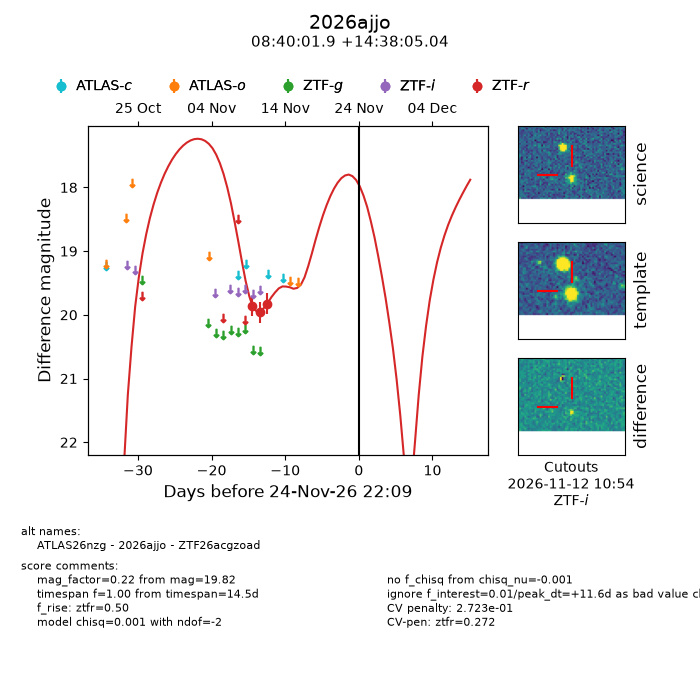 2026ajjo
08:40:01.9 +14:38:05.04
ATLAS-c ATLAS-o ZTF-g ZTF-i ZTF-r
25 Oct 04 Nov 14 Nov 24 Nov 04 Dec
18
19
20
21
22
Difference magnitude
−30 −20 −10 0 10
Days before 24-Nov-26 22:09
science
template
difference
Cutouts
2026-11-12 10:54
ZTF-i
alt names:
ATLAS26nzg - 2026ajjo - ZTF26acgzoad
score comments:
mag_factor=0.22 from mag=19.82
timespan f=1.00 from timespan=14.5d
f_rise: ztfr=0.50
model chisq=0.001 with ndof=-2
no f_chisq from chisq_nu=-0.001
ignore f_interest=0.01/peak_dt=+11.6d as bad value
CV penalty: 2.723e-01
CV-pen: ztfr=0.272